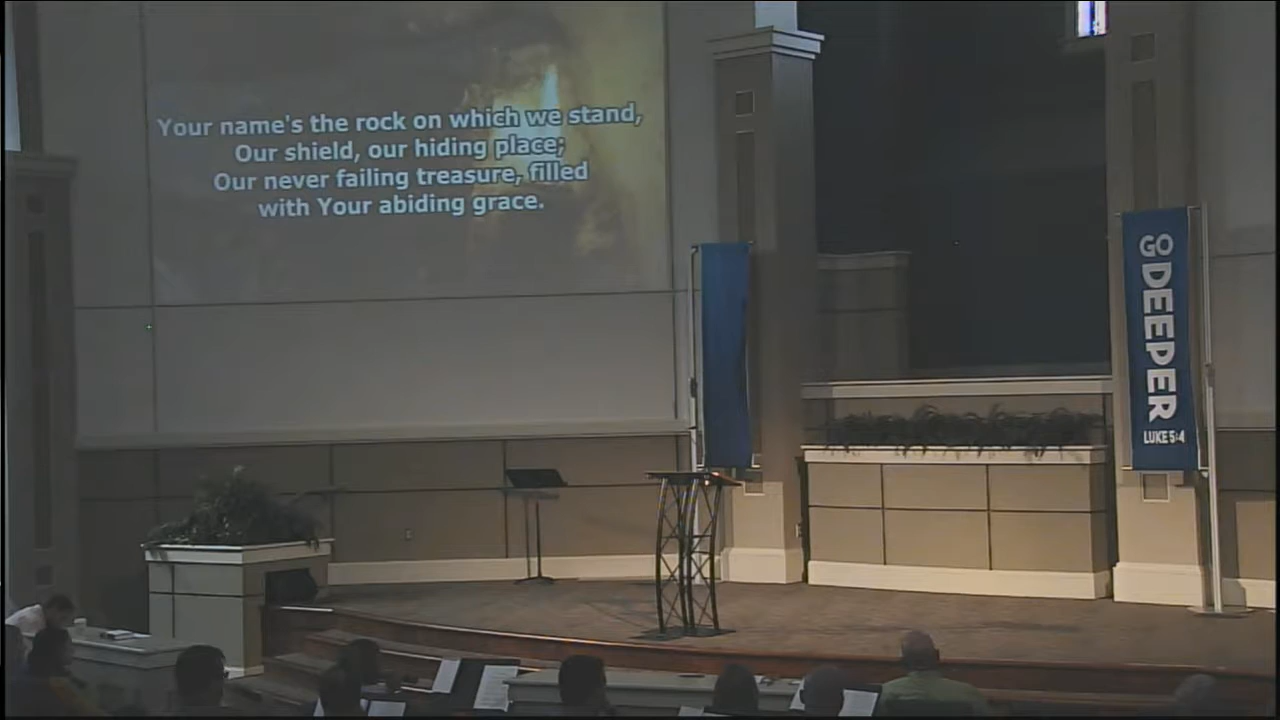 Your name's the rock on which we stand,
Our shield, our hiding place;
Our never failing treasure, filled
with Your abiding grace.
GO
DEEPER
LUKE 5:4